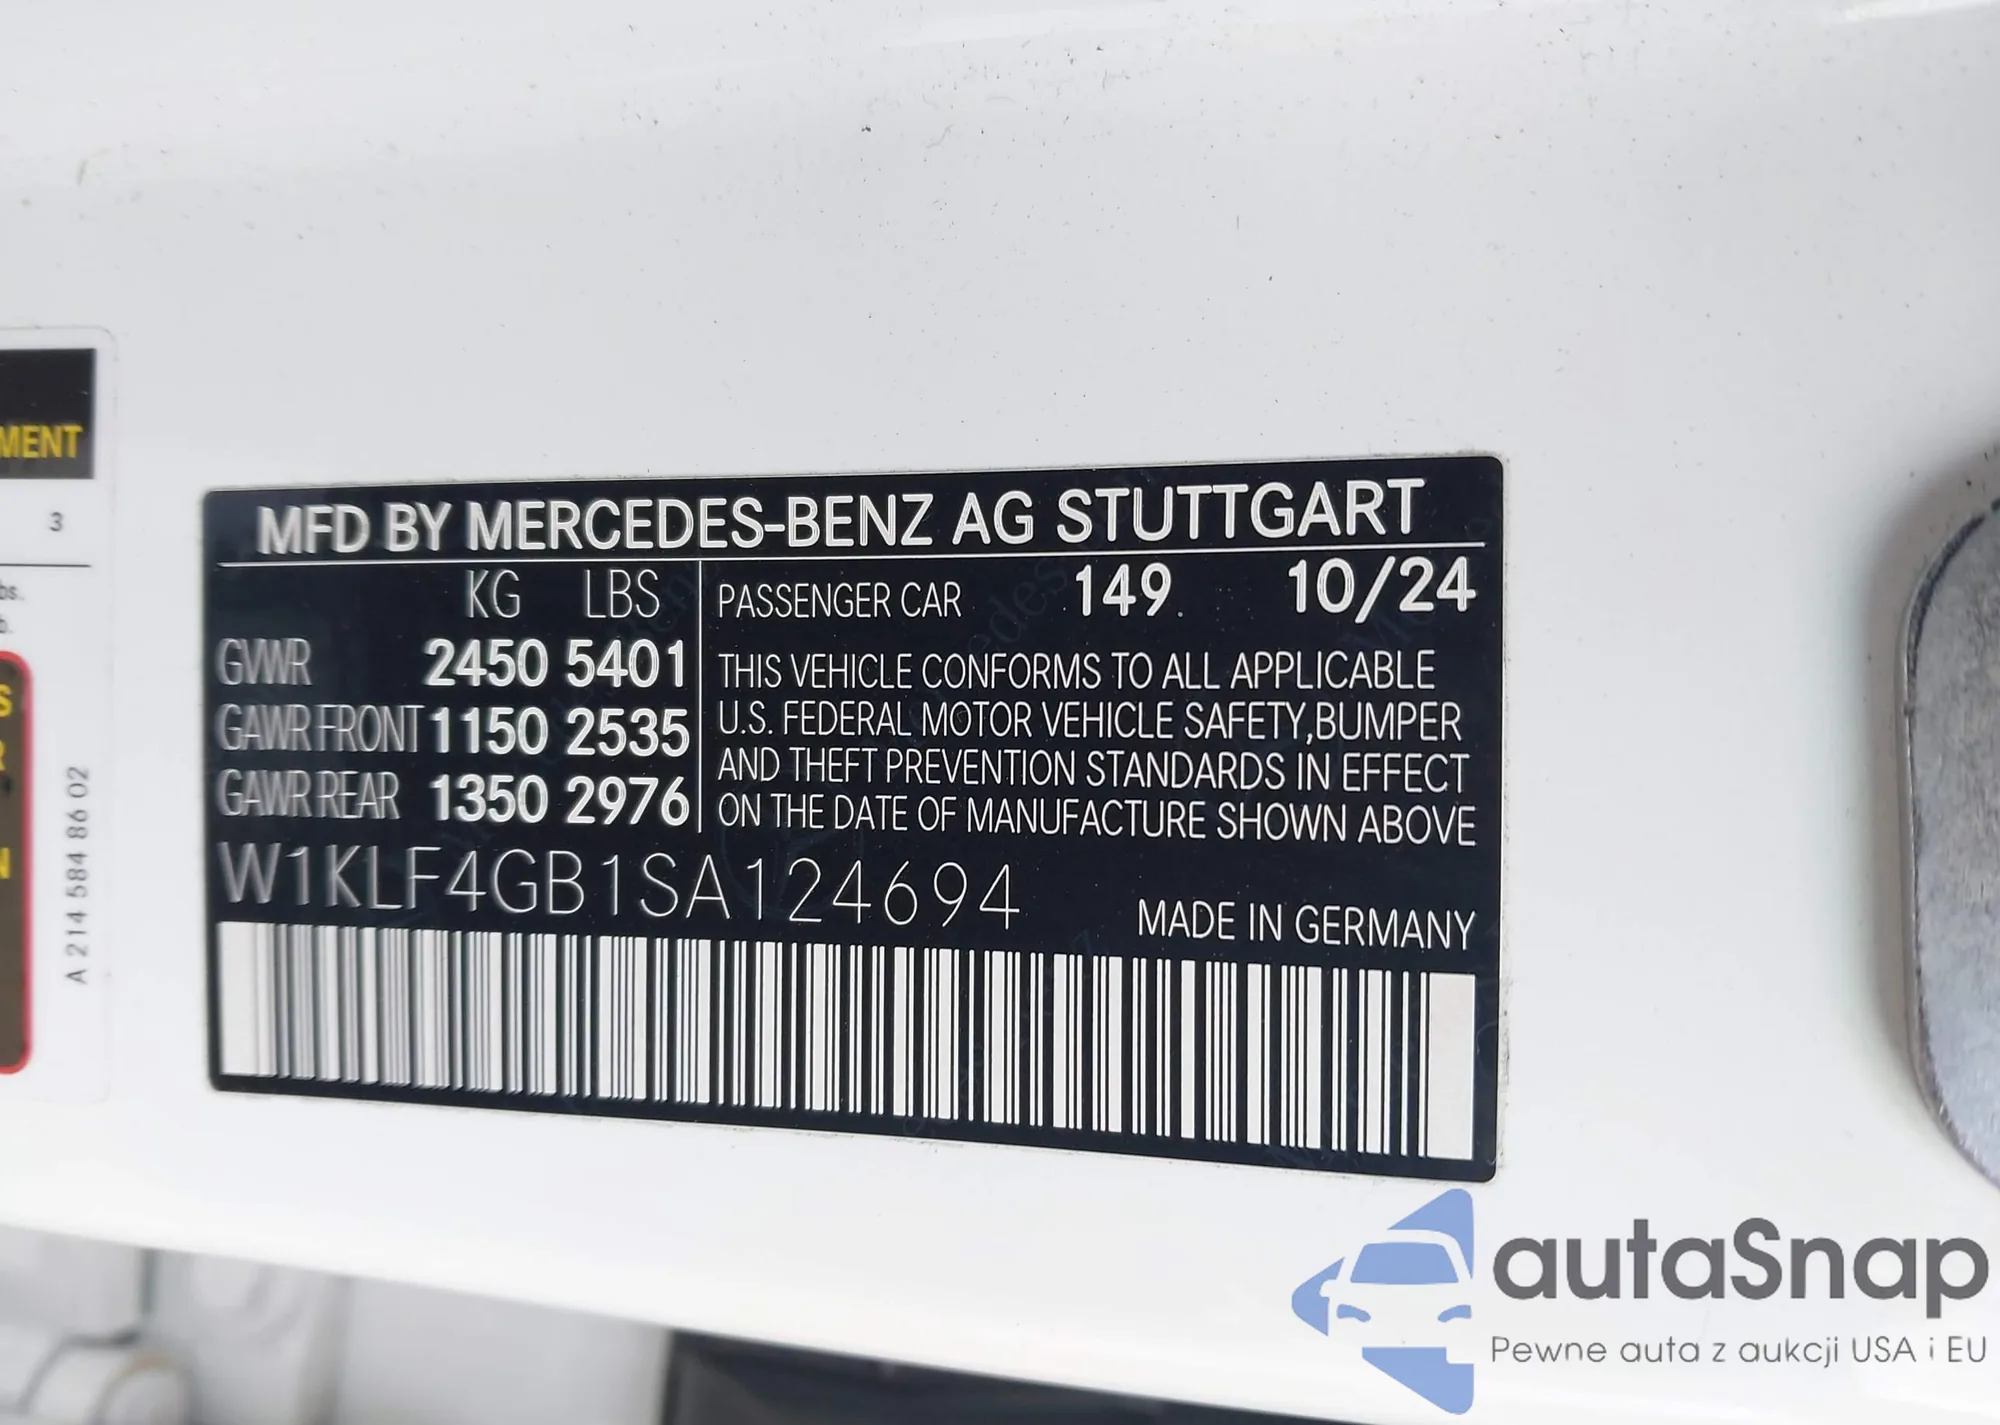 MENT
3
bs.
b.
S
R
N
A 214 584 86 02
MFD BY MERCEDES-BENZ AG STUTTGART
KG LBS
GVWR 2450 5401
GAWR FRONT 1150 2535
GAWR REAR 1350 2976
PASSENGER CAR 149 10/24
THIS VEHICLE CONFORMS TO ALL APPLICABLE
U.S. FEDERAL MOTOR VEHICLE SAFETY,BUMPER
AND THEFT PREVENTION STANDARDS IN EFFECT
ON THE DATE OF MANUFACTURE SHOWN ABOVE
W1KLF4GB1SA124694
MADE IN GERMANY
autaSnap
Pewne auta z aukcji USA i EU